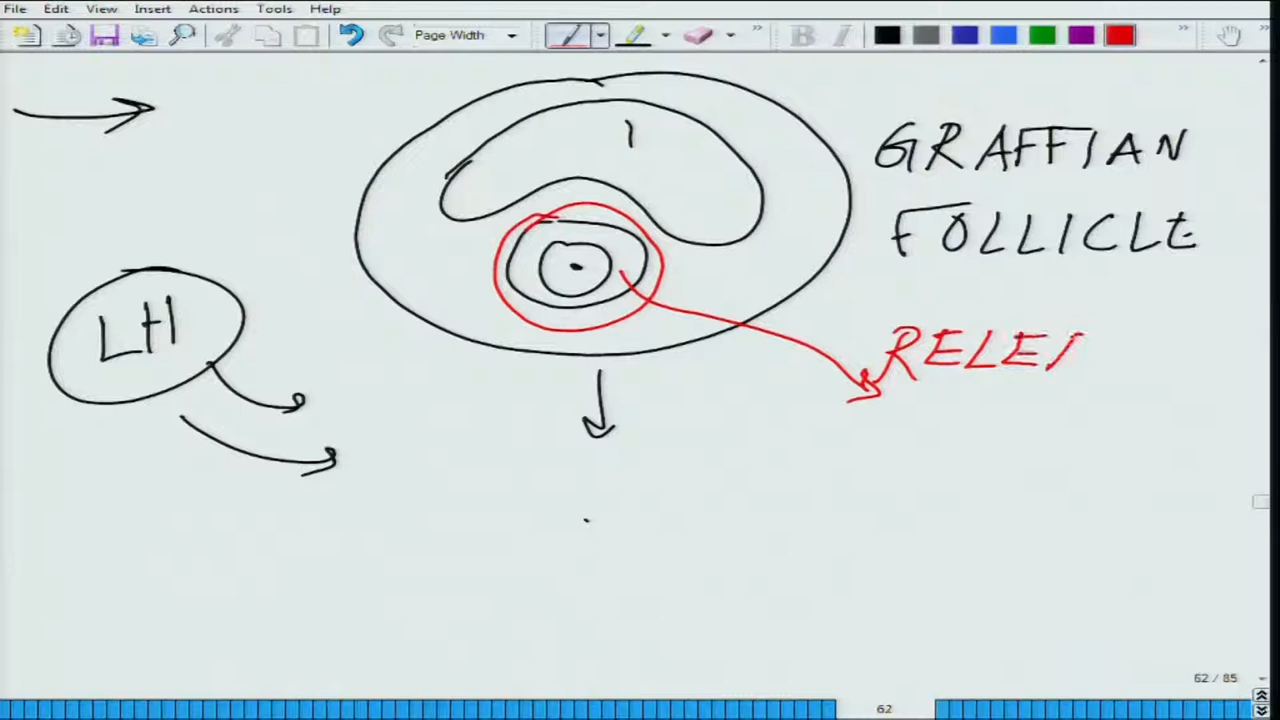 File Edit View Insert Actions Tools Help
Page Width
GRAFFIAN
FOLLICLE
LH
RELEA
62 / 85
62